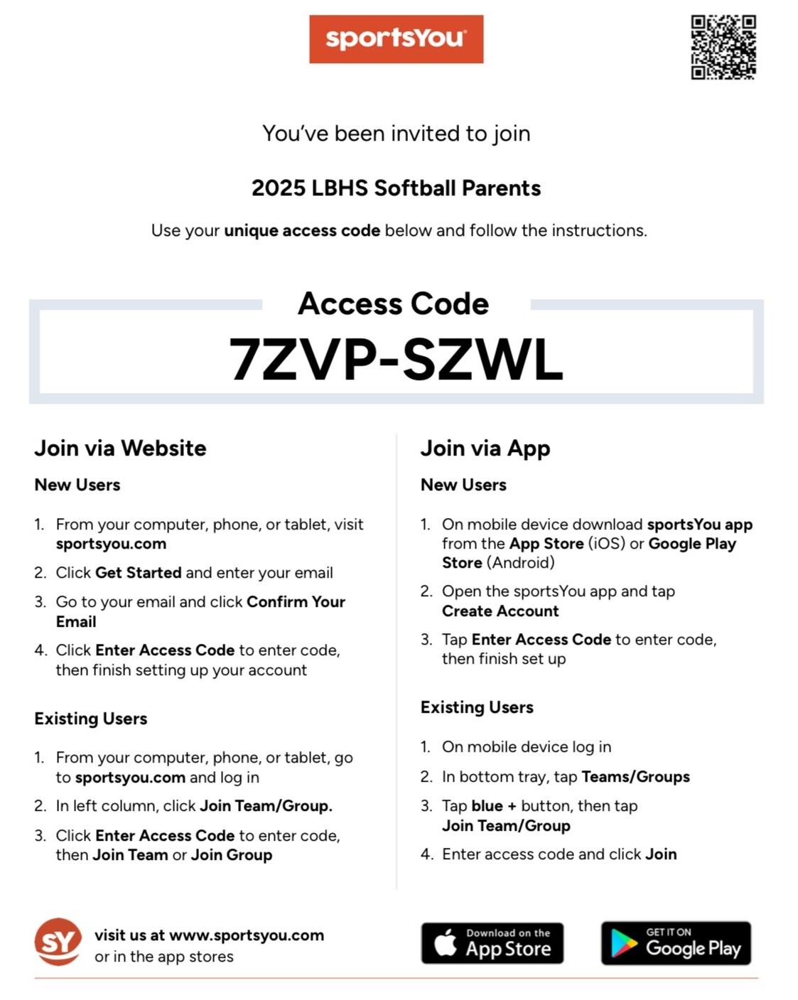 sportsYou
You've been invited to join
2025 LBHS Softball Parents
Use your unique access code below and follow the instructions.
Access Code
7ZVP-SZWL
Join via Website
New Users
1. From your computer, phone, or tablet, visit
sportsyou.com
2. Click Get Started and enter your email
3. Go to your email and click Confirm Your
Email
4. Click Enter Access Code to enter code,
then finish setting up your account
Existing Users
1. From your computer, phone, or tablet, go
to sportsyou.com and log in
2. In left column, click Join Team/Group.
3. Click Enter Access Code to enter code,
then Join Team or Join Group
Join via App
New Users
1. On mobile device download sportsYou app
from the App Store (iOS) or Google Play
Store (Android)
2. Open the sportsYou app and tap
Create Account
3. Tap Enter Access Code to enter code,
then finish set up
Existing Users
1. On mobile device log in
2. In bottom tray, tap Teams/Groups
3. Tap blue + button, then tap
Join Team/Group
4. Enter access code and click Join
SY
visit us at www.sportsyou.com
or in the app stores
Download on the
App Store
GET IT ON
Google Play